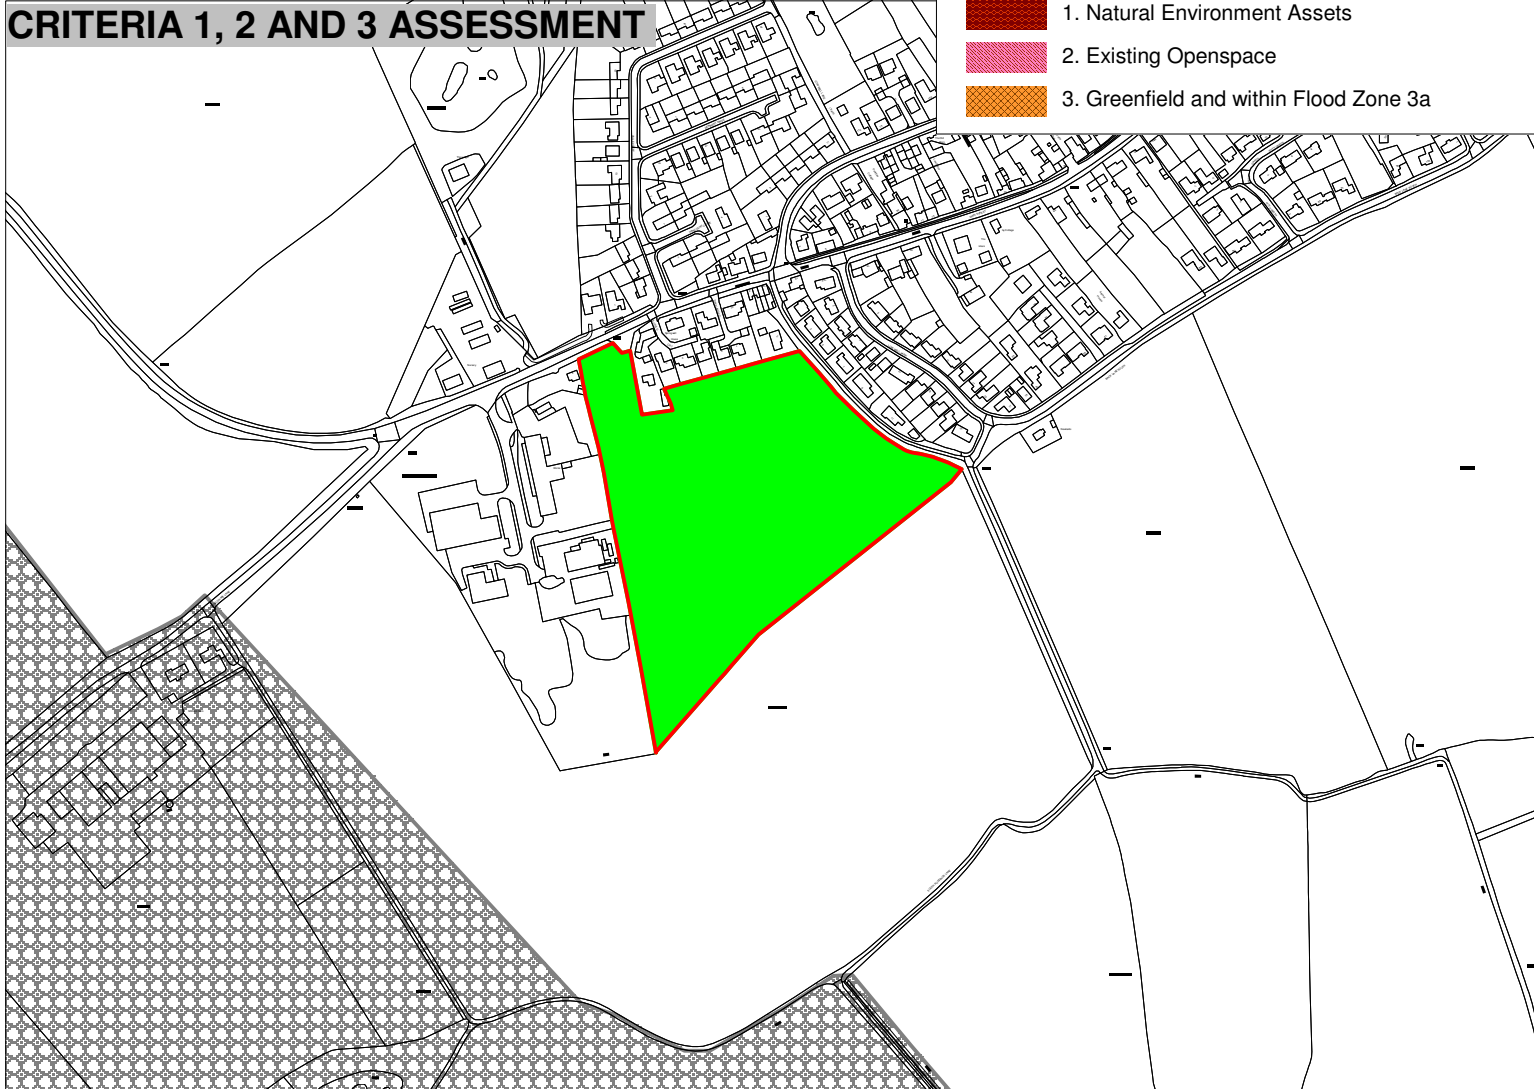 CRITERIA 1, 2 AND 3 ASSESSMENT
1. Natural Environment Assets
2. Existing Openspace
3. Greenfield and within Flood Zone 3a